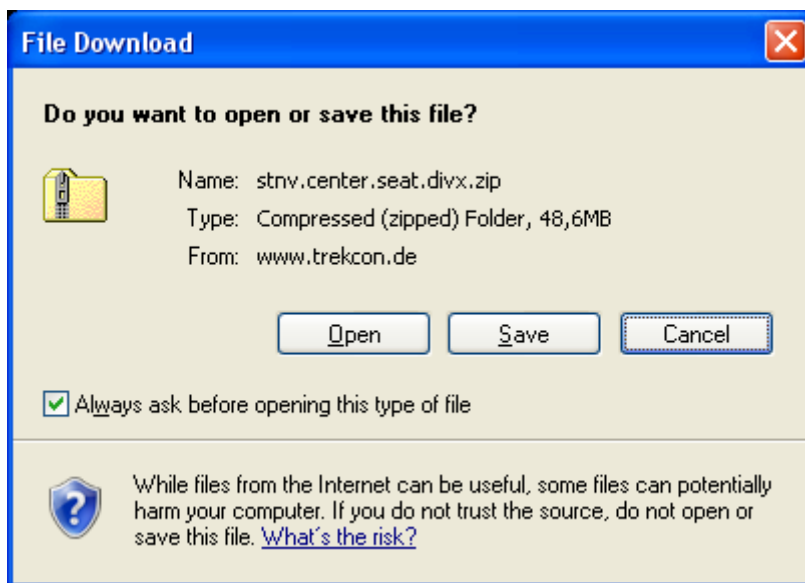 File Download
Do you want to open or save this file?
Name: stnv.center.seat.divx.zip
Type: Compressed (zipped) Folder, 48,6MB
From: www.trekcon.de
Open Save Cancel
Always ask before opening this type of file
While files from the Internet can be useful, some files can potentially
harm your computer. If you do not trust the source, do not open or
save this file. What´s the risk?